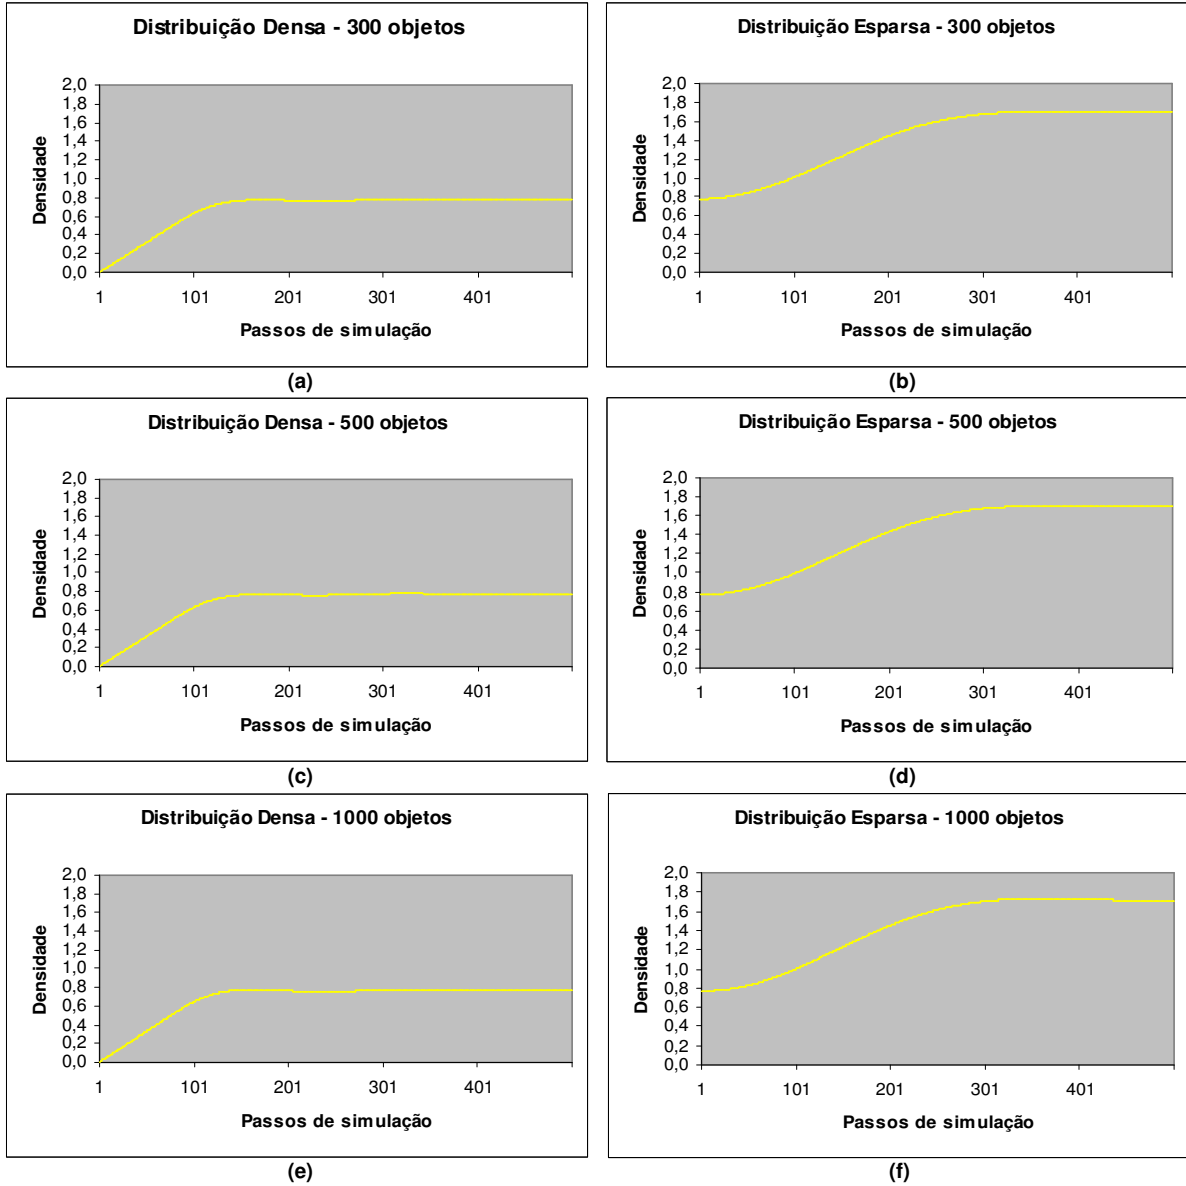 Distribuição Densa - 300 objetos
Densidade
2,0
1,8
1,6
1,4
1,2
1,0
0,8
0,6
0,4
0,2
0,0
1 101 201 301 401
Passos de simulação
(a)
Distribuição Esparsa - 300 objetos
Densidade
2,0
1,8
1,6
1,4
1,2
1,0
0,8
0,6
0,4
0,2
0,0
1 101 201 301 401
Passos de simulação
(b)
Distribuição Densa - 500 objetos
Densidade
2,0
1,8
1,6
1,4
1,2
1,0
0,8
0,6
0,4
0,2
0,0
1 101 201 301 401
Passos de simulação
(c)
Distribuição Esparsa - 500 objetos
Densidade
2,0
1,8
1,6
1,4
1,2
1,0
0,8
0,6
0,4
0,2
0,0
1 101 201 301 401
Passos de simulação
(d)
Distribuição Densa - 1000 objetos
Densidade
2,0
1,8
1,6
1,4
1,2
1,0
0,8
0,6
0,4
0,2
0,0
1 101 201 301 401
Passos de simulação
(e)
Distribuição Esparsa - 1000 objetos
Densidade
2,0
1,8
1,6
1,4
1,2
1,0
0,8
0,6
0,4
0,2
0,0
1 101 201 301 401
Passos de simulação
(f)